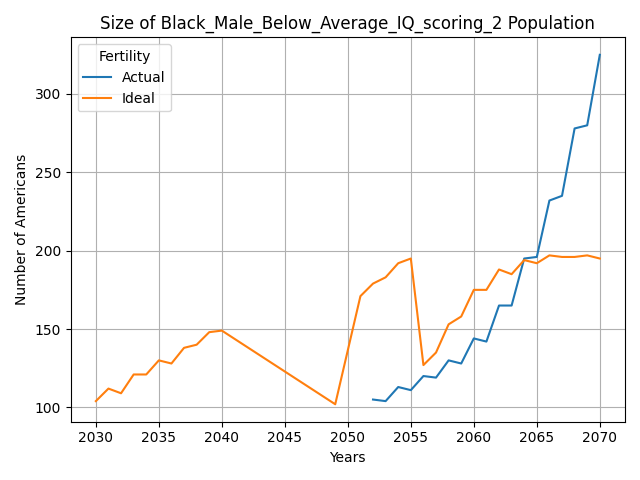 Size of Black_Male_Below_Average_IQ_scoring_2 Population
Fertility
Actual
Ideal
Number of Americans
300
250
200
150
100
2030 2035 2040 2045 2050 2055 2060 2065 2070
Years